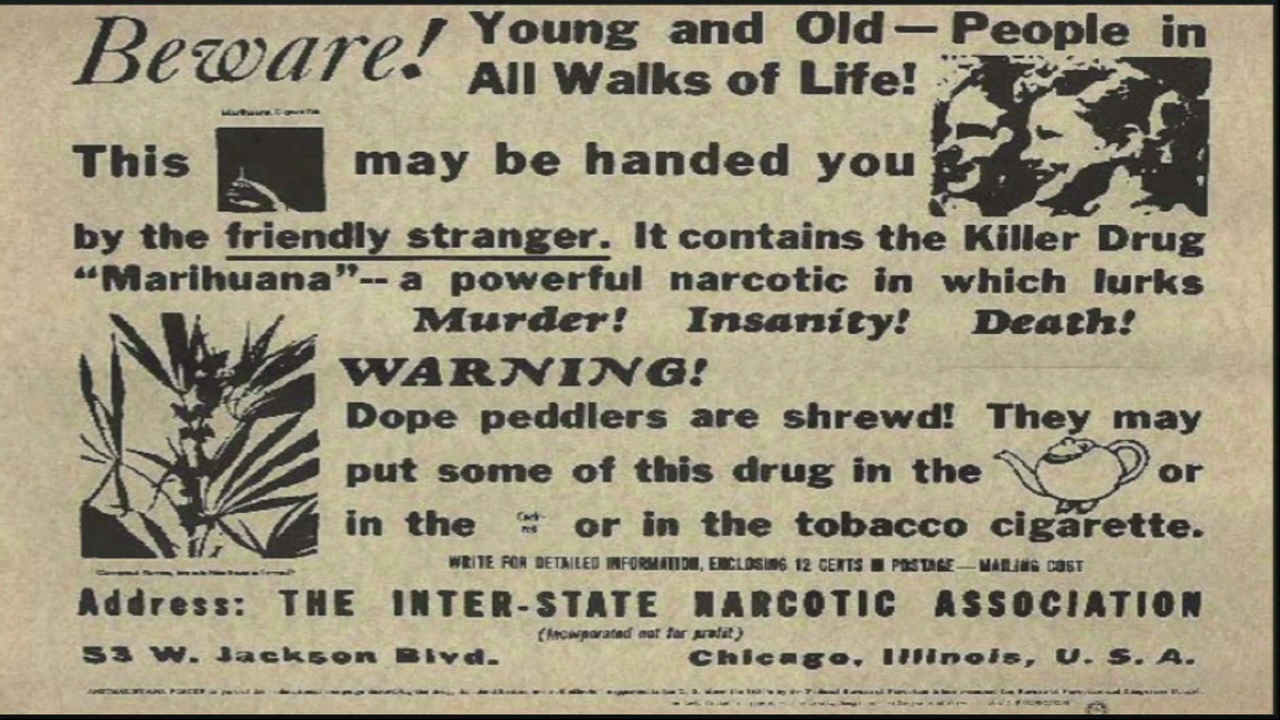 Beware!
Young and Old — People in
All Walks of Life!
Marihuana Cigarette
This may be handed you
by the friendly stranger. It contains the Killer Drug
“Marihuana”-- a powerful narcotic in which lurks
Murder! Insanity! Death!
WARNING!
Dope peddlers are shrewd! They may
put some of this drug in the or
in the or in the tobacco cigarette.
WRITE FOR DETAILED INFORMATION, ENCLOSING 12 CENTS IN POSTAGE — MAILING COST
Address: THE INTER-STATE NARCOTIC ASSOCIATION
(Incorporated not for profit)
53 W. Jackson Blvd. Chicago, Illinois, U. S. A.